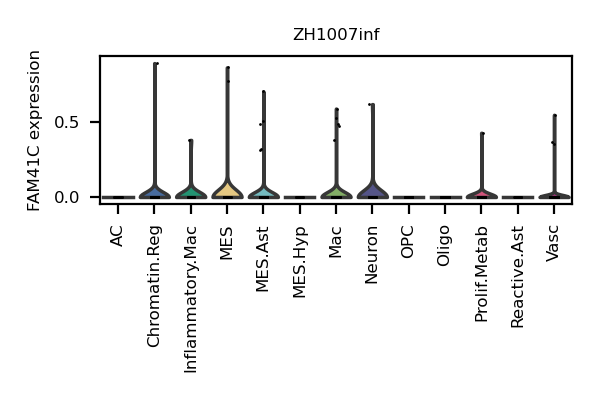 ZH1007inf
FAM41C expression
0.5
0.0
AC
Chromatin.Reg
Inflammatory.Mac
MES
MES.Ast
MES.Hyp
Mac
Neuron
OPC
Oligo
Prolif.Metab
Reactive.Ast
Vasc